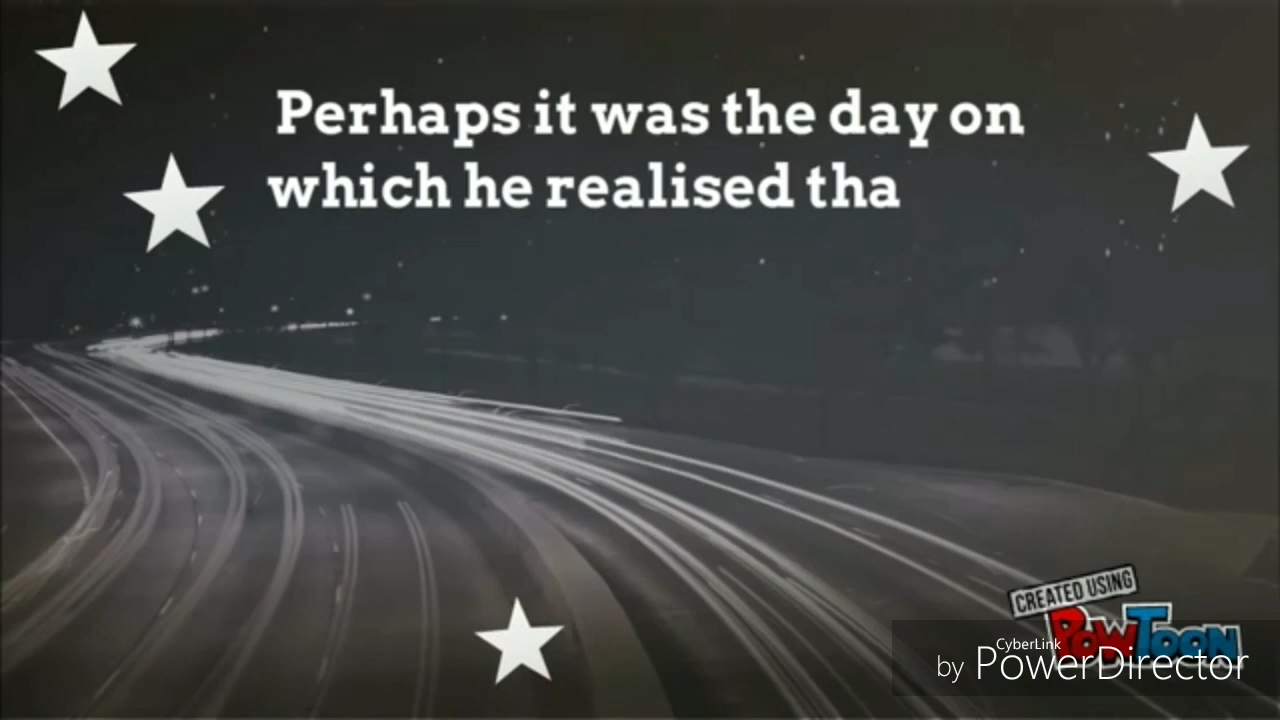 Perhaps it was the day on
which he realised tha
CREATED USING
PowToon
CyberLink
by PowerDirector